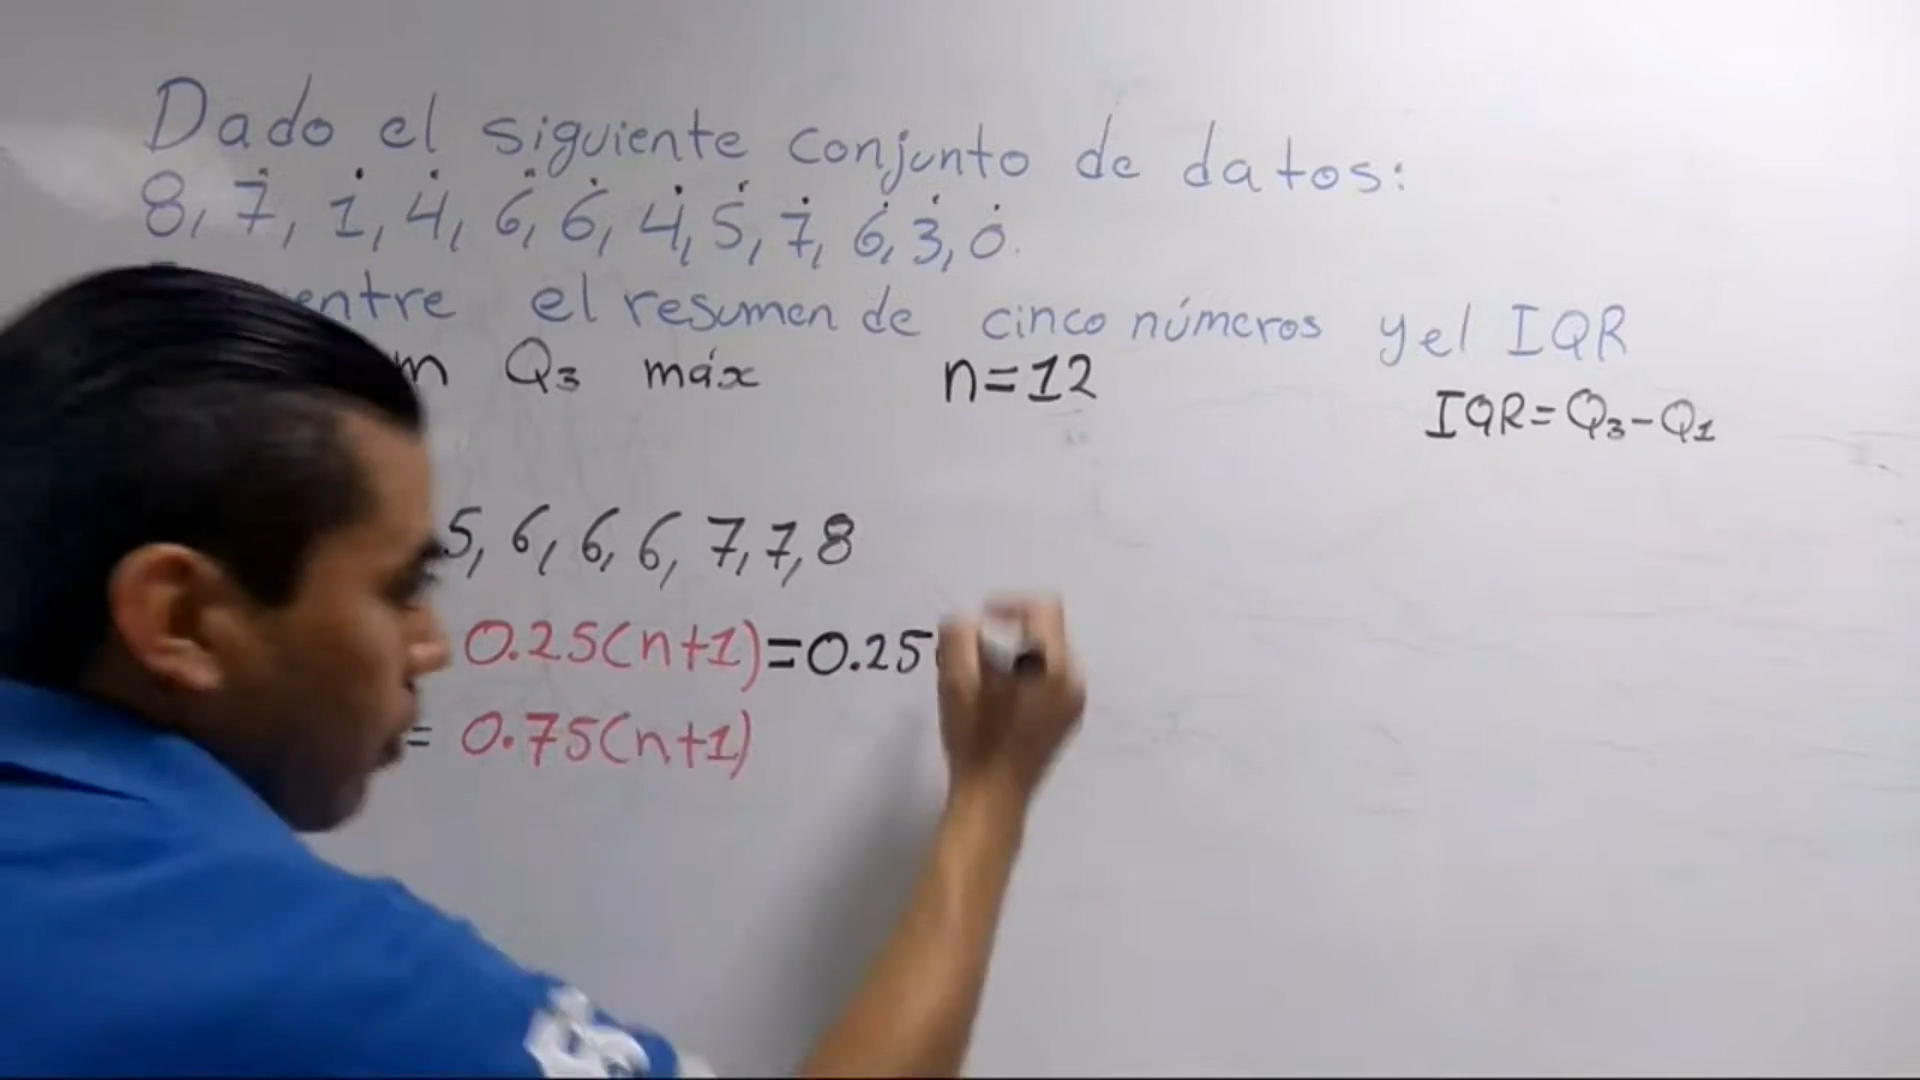 Dado el siguiente conjunto de datos:
8, 7, 1, 4, 6, 6, 4, 5, 7, 6, 3, 0.
el resumen de cinco números y el IQR
Q3 máx n=12
IQR=Q3-Q1
5, 6, 6, 6, 7, 7, 8
0.25(n+1)=0.25
= 0.75(n+1)